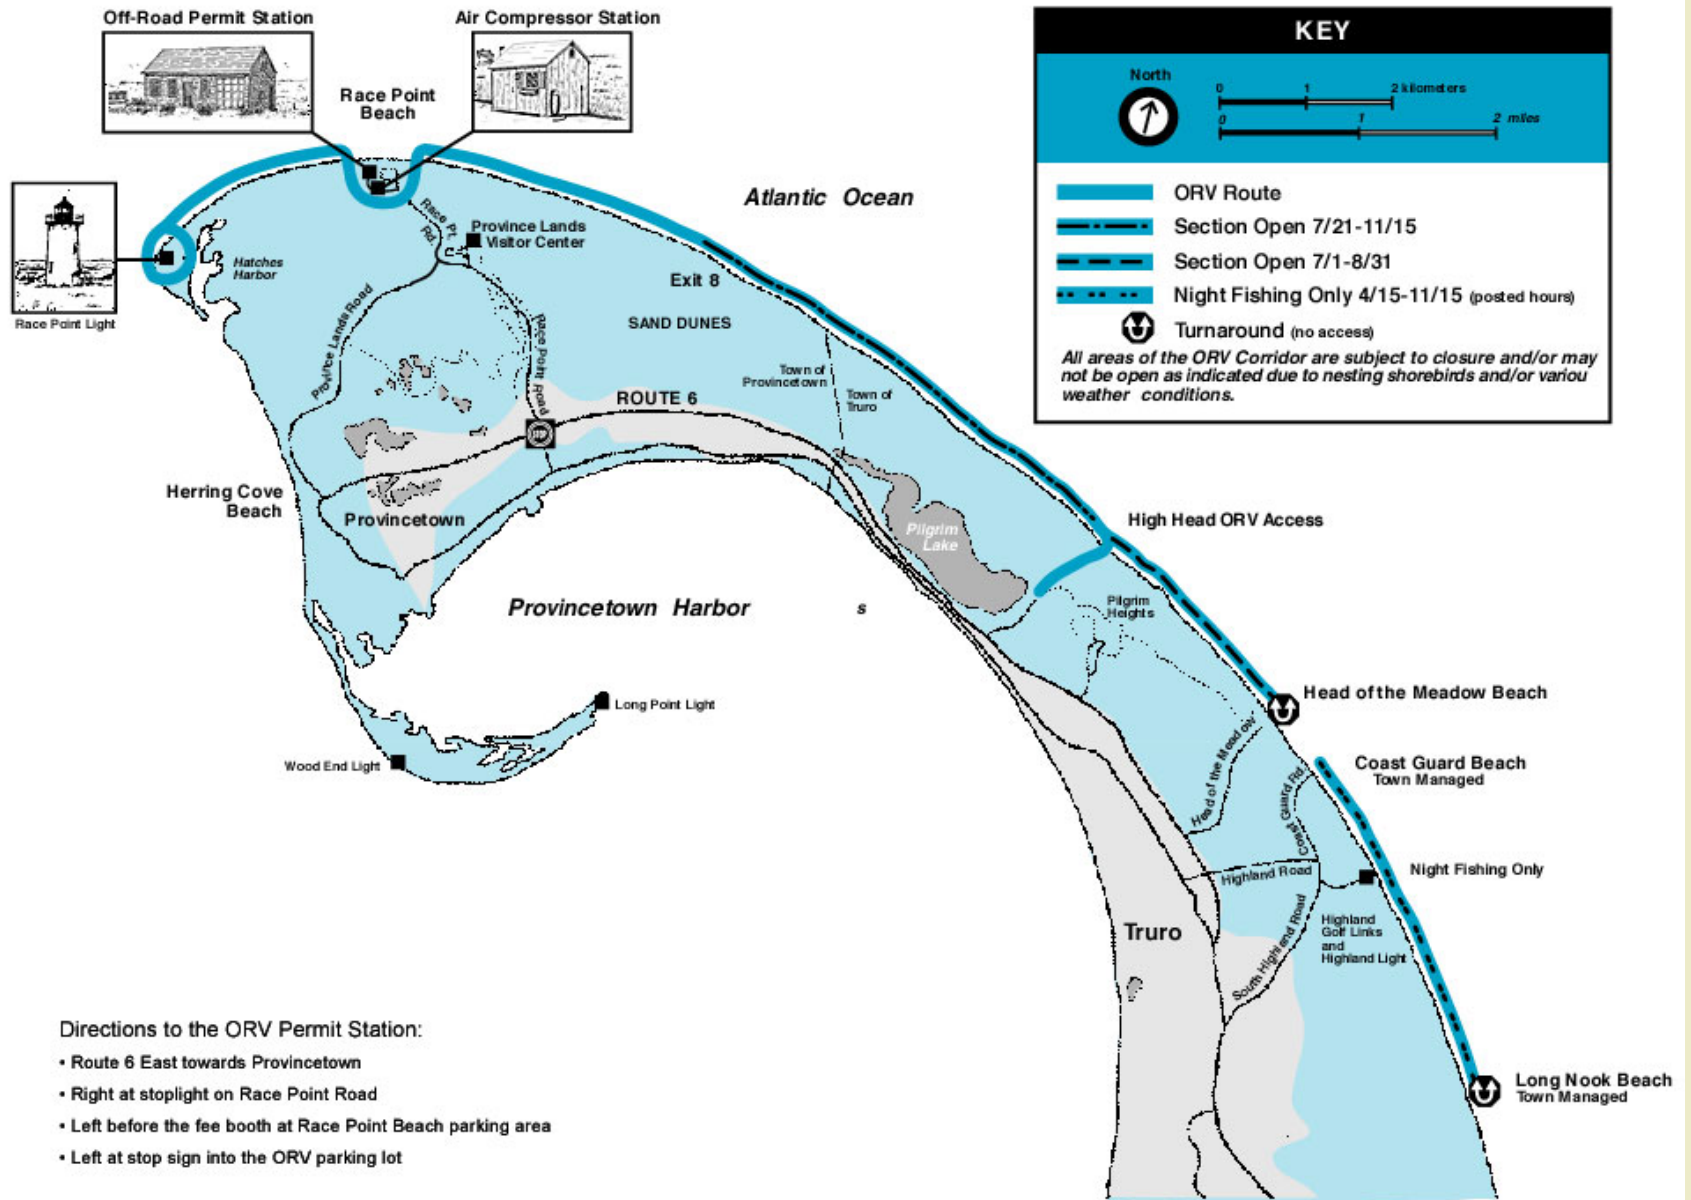 Off-Road Permit Station
Air Compressor Station
Race Point
Beach
Race Point Light
Hatches
Harbor
Race Pt.
Rd.
Province Lands
Visitor Center
Province Lands Road
Race Point Road
Atlantic Ocean
Exit 8
SAND DUNES
ROUTE 6
Town of
Provincetown
Town of
Truro
Herring Cove
Beach
Provincetown
Pilgrim
Lake
High Head ORV Access
Provincetown Harbor
s
Pilgrim
Heights
Long Point Light
Wood End Light
Head of the Meadow Beach
Head of the Meadow
Coast Guard Beach
Town Managed
Coast Guard Rd.
Night Fishing Only
Highland Road
South Highland Road
Highland
Golf Links
and
Highland Light
Truro
Long Nook Beach
Town Managed
KEY
North
0 1 2 kilometers
0 1 2 miles
ORV Route
Section Open 7/21-11/15
Section Open 7/1-8/31
Night Fishing Only 4/15-11/15 (posted hours)
Turnaround (no access)
All areas of the ORV Corridor are subject to closure and/or may
not be open as indicated due to nesting shorebirds and/or variou
weather conditions.
Directions to the ORV Permit Station:
• Route 6 East towards Provincetown
• Right at stoplight on Race Point Road
• Left before the fee booth at Race Point Beach parking area
• Left at stop sign into the ORV parking lot